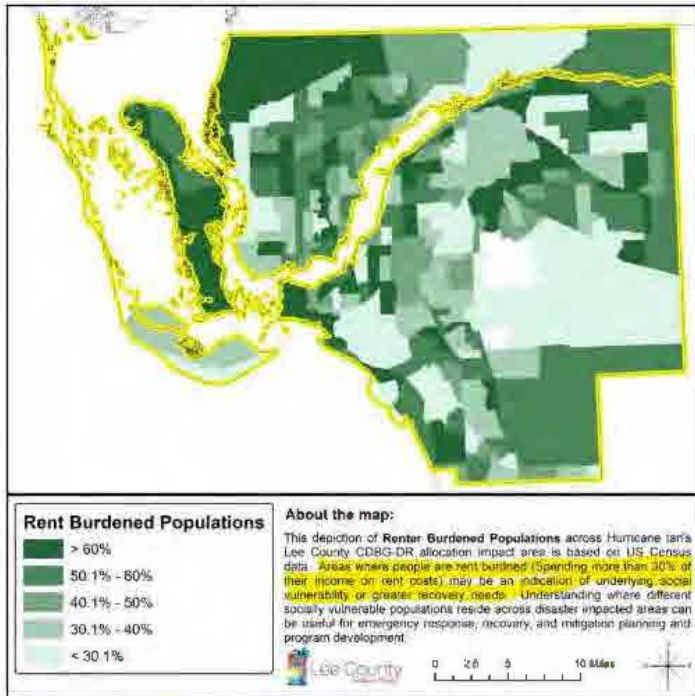 Rent Burdened Populations
> 60%
50.1% - 60%
40.1% - 50%
30.1% - 40%
< 30.1%
About the map:
This depiction of Renter Burdened Populations across Hurricane Ian's
Lee County CDBG-DR allocation impact area is based on US Census
data. Areas where people are rent burdned (Spending more than 30% of
their income on rent costs) may be an indication of underlying social
vulnerability or greater recovery needs. Understanding where different
socially vulnerable populations reside across disaster impacted areas can
be useful for emergency response, recovery, and mitigation planning and
program development
Lee County
0 2.5 5 10 Miles